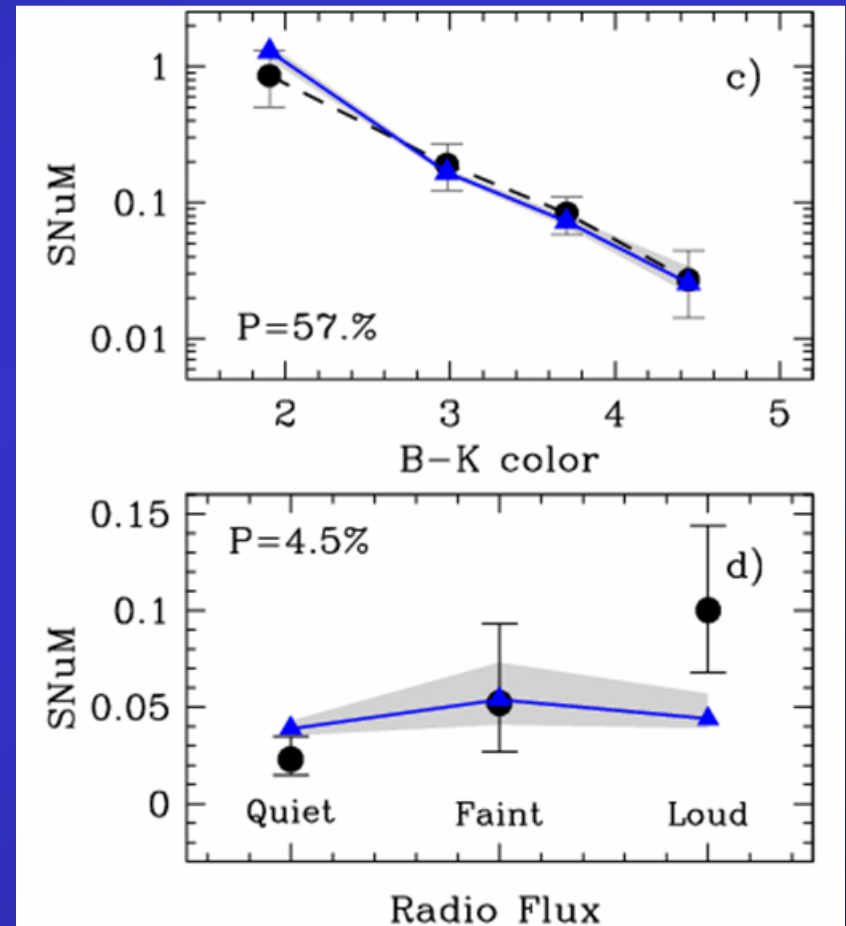 c)
1
0.1
0.01
SNuM
P=57.%
2 3 4 5
B-K color
0.15
0.1
0.05
0
SNuM
P=4.5%
d)
Quiet Faint Loud
Radio Flux